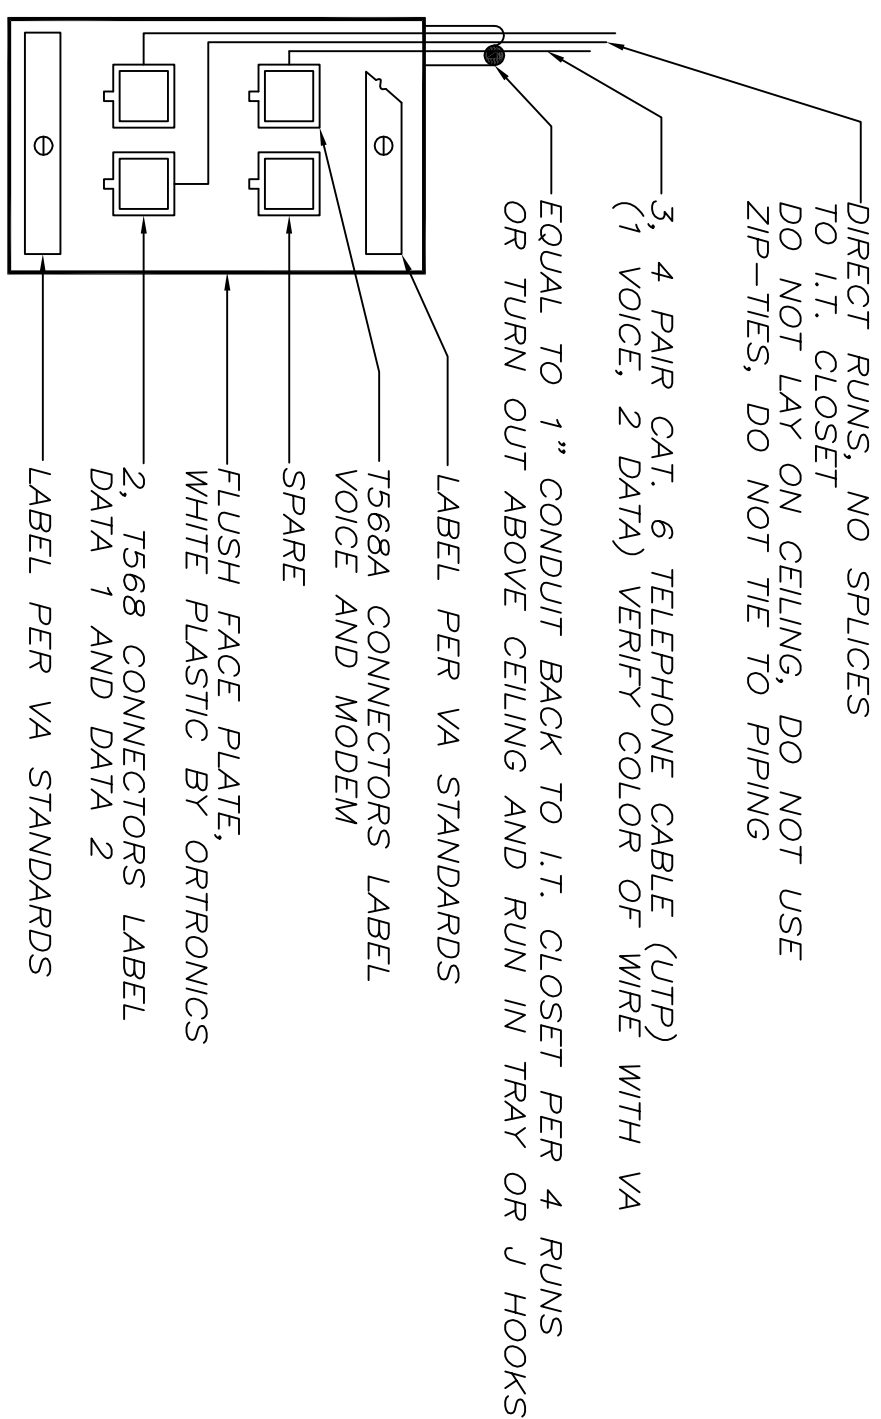 DIRECT RUNS, NO SPLICES
TO I.T. CLOSET
DO NOT LAY ON CEILING, DO NOT USE
ZIP-TIES, DO NOT TIE TO PIPING
3, 4 PAIR CAT. 6 TELEPHONE CABLE (UTP)
(1 VOICE, 2 DATA) VERIFY COLOR OF WIRE WITH VA
EQUAL TO 1" CONDUIT BACK TO I.T. CLOSET PER 4 RUNS
OR TURN OUT ABOVE CEILING AND RUN IN TRAY OR J HOOKS
LABEL PER VA STANDARDS
T568A CONNECTORS LABEL
VOICE AND MODEM
SPARE
FLUSH FACE PLATE,
WHITE PLASTIC BY ORTRONICS
2, T568 CONNECTORS LABEL
DATA 1 AND DATA 2
LABEL PER VA STANDARDS